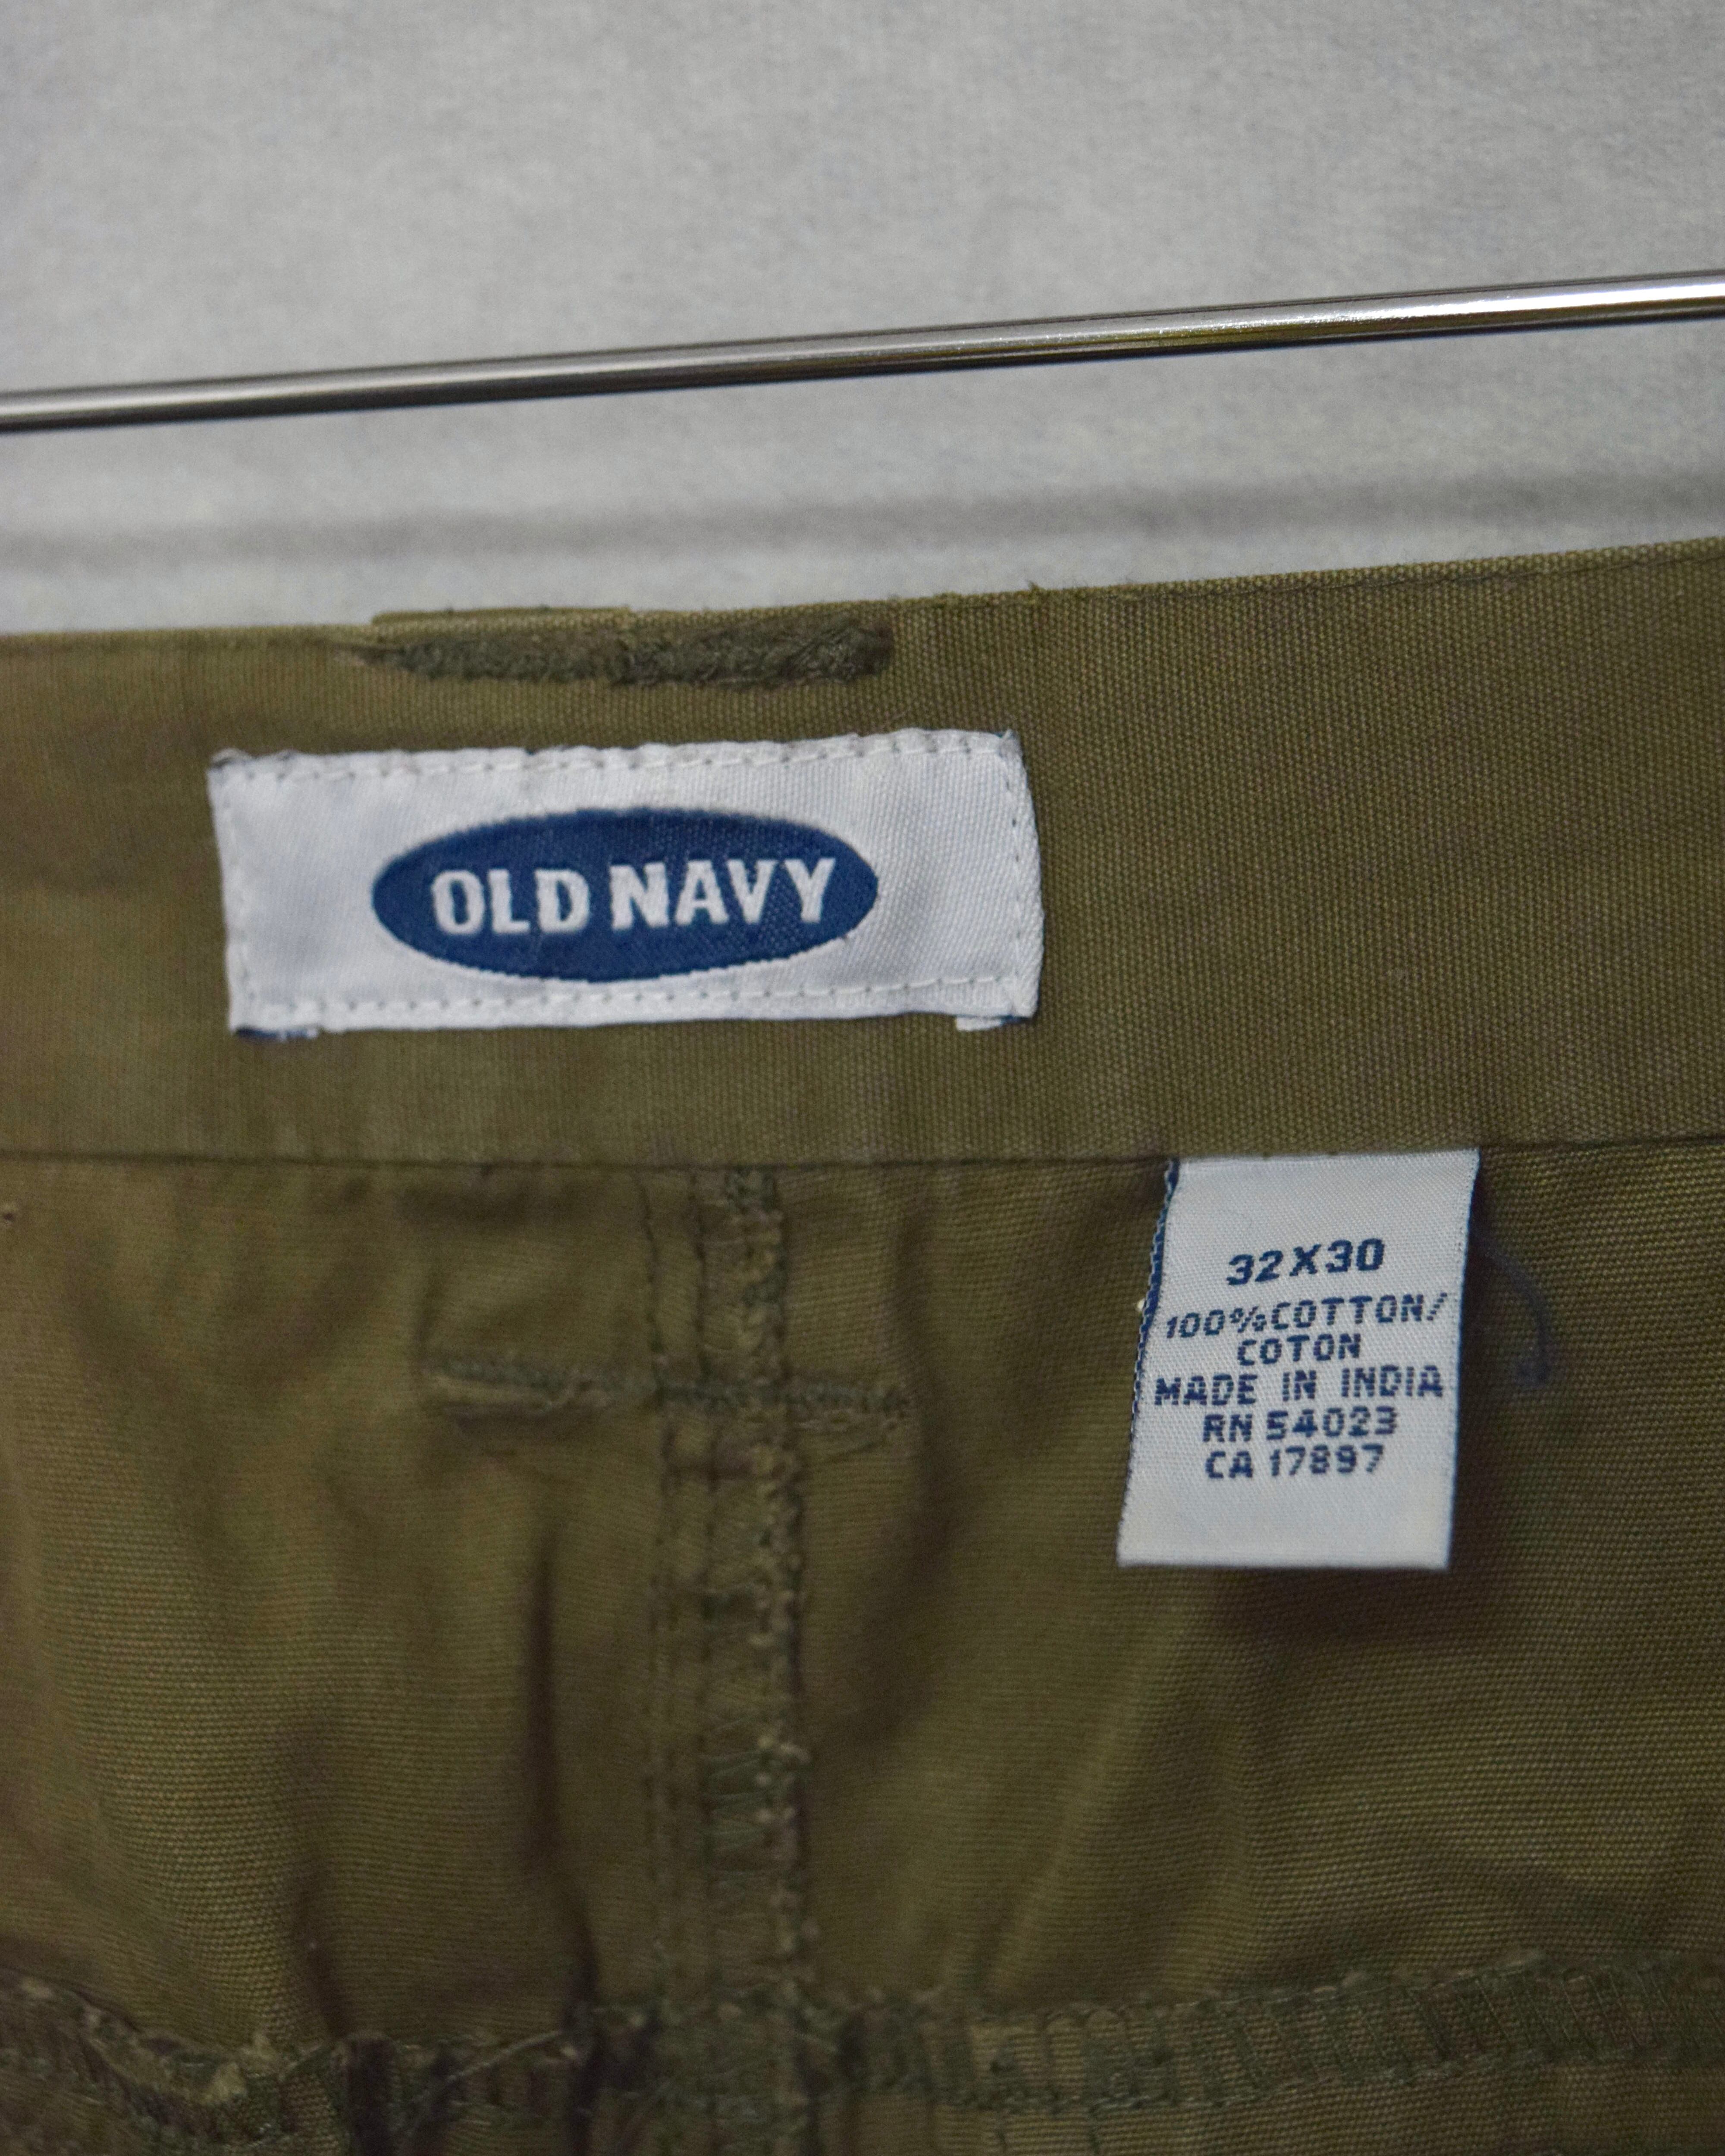 OLD NAVY
32X30
100%COTTON/
COTON
MADE IN INDIA
RN 54023
CA 17897